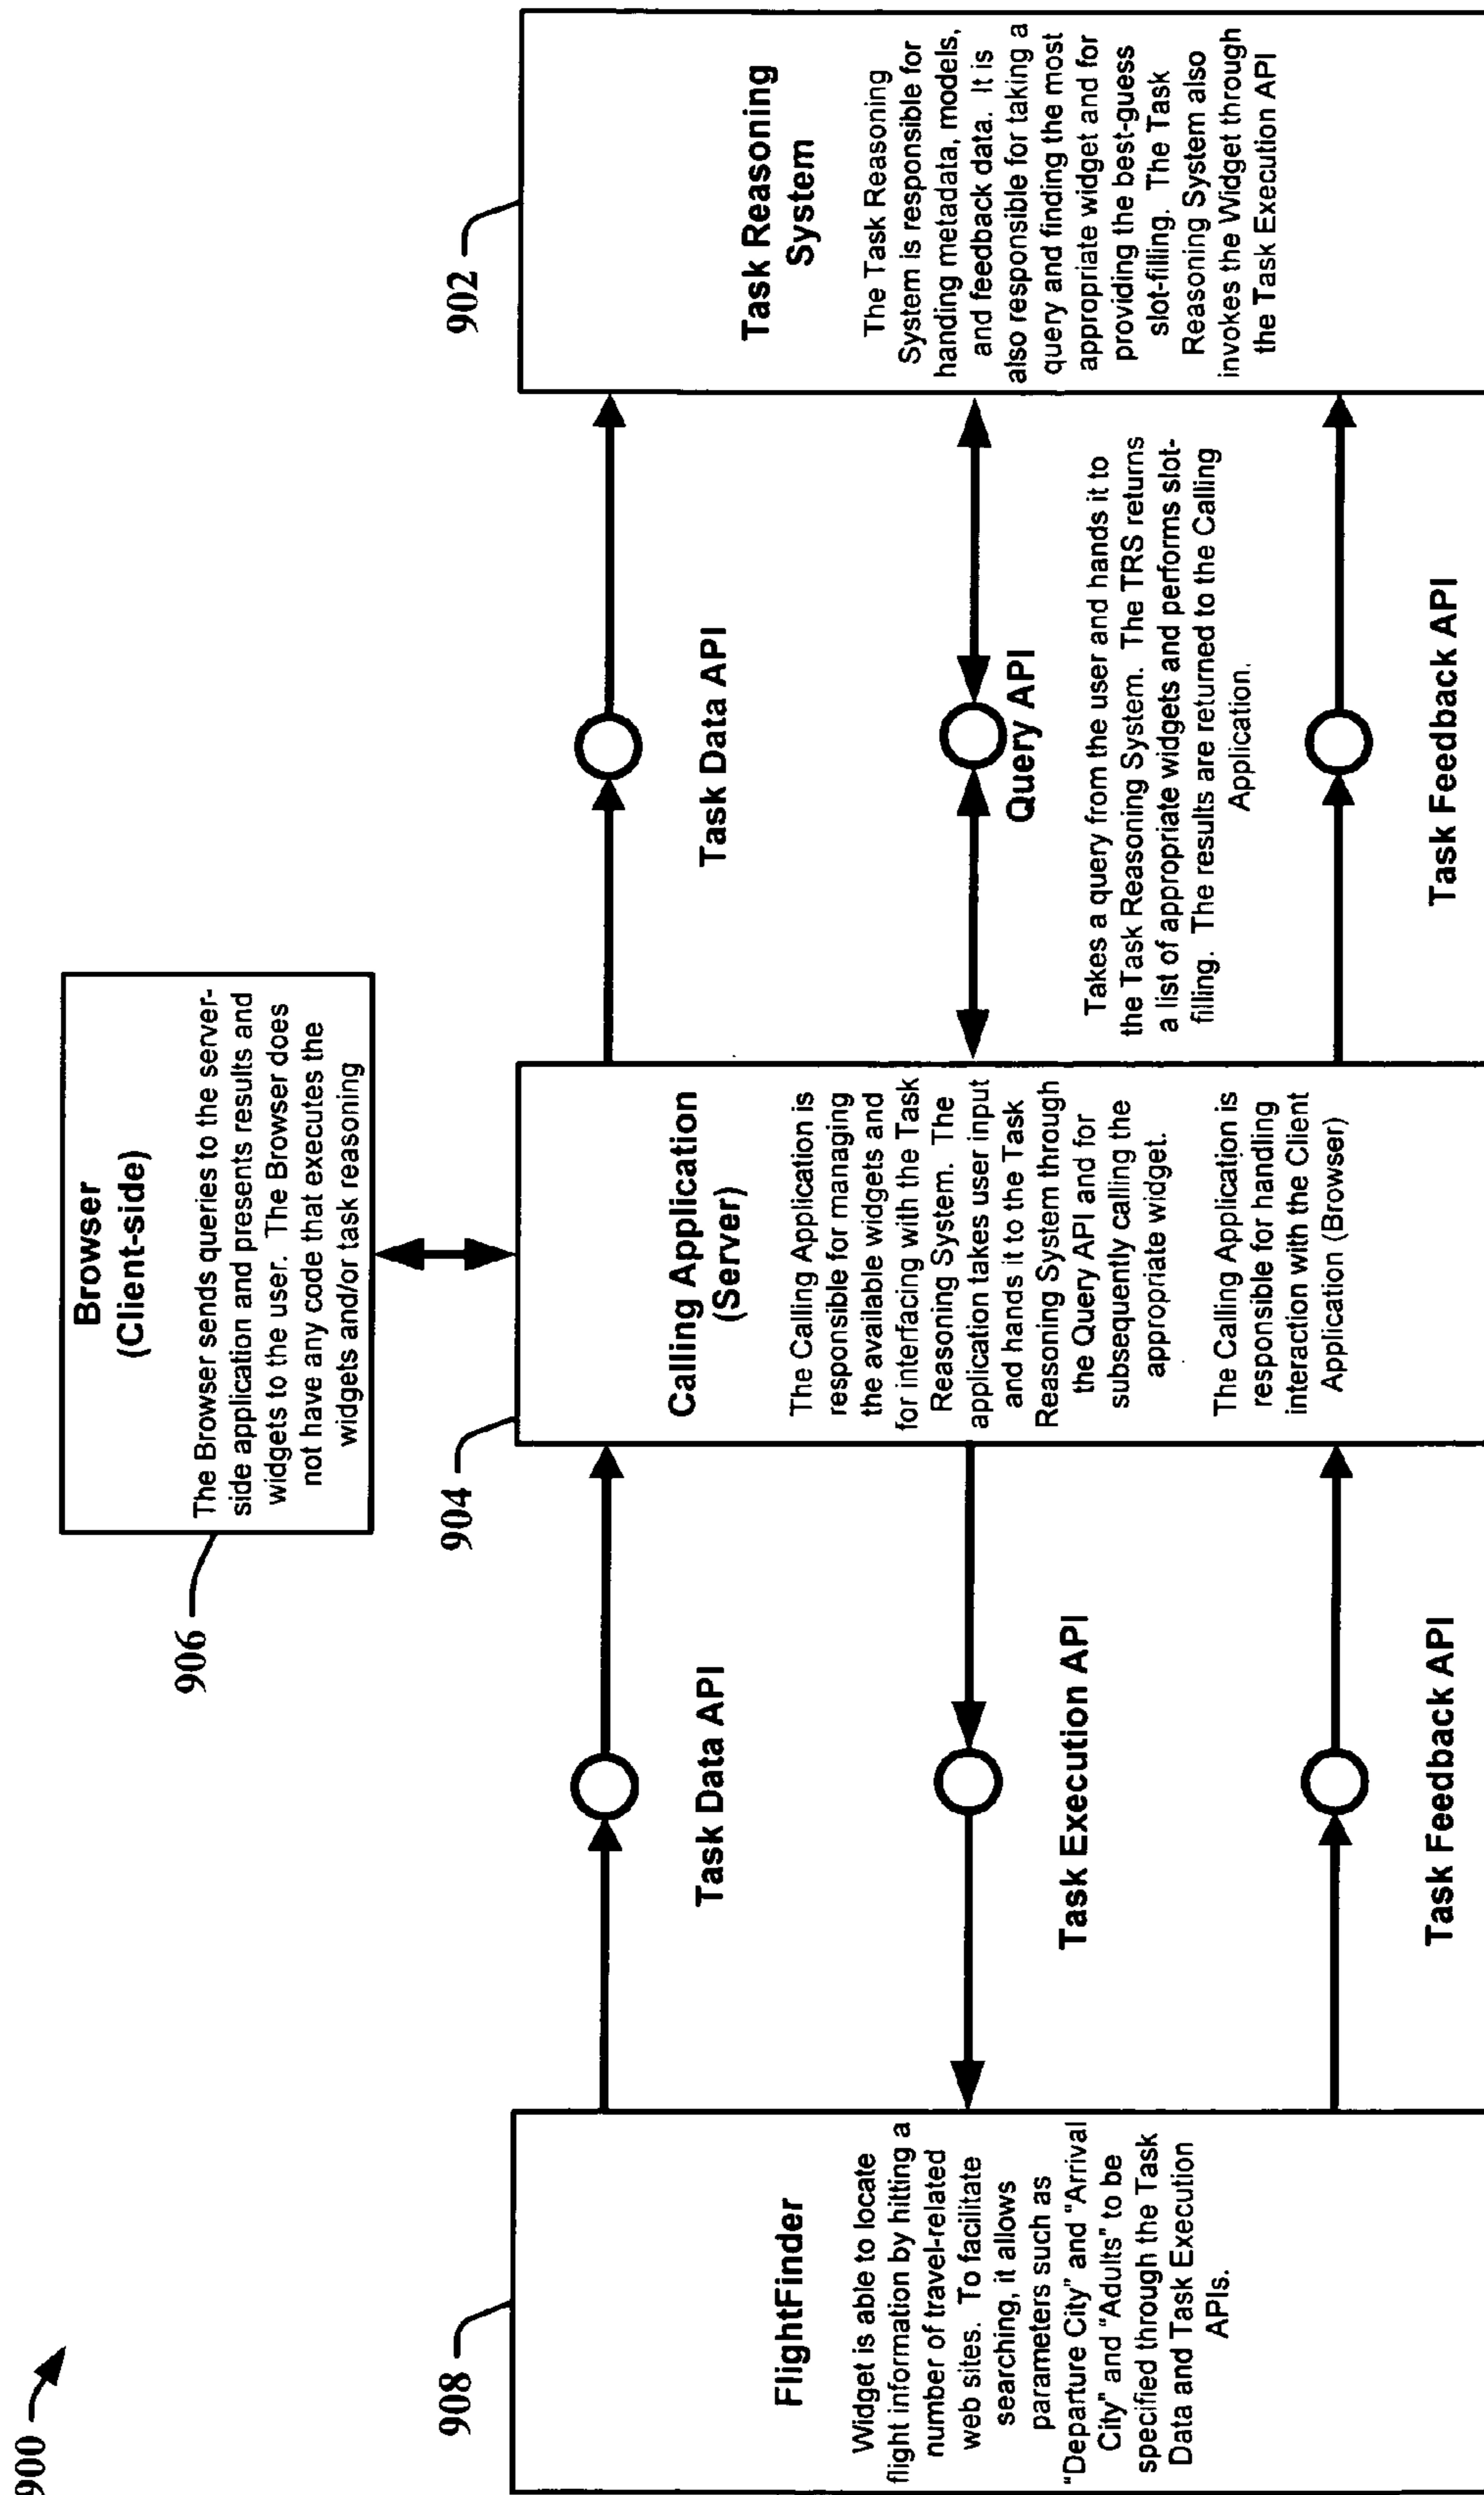 900
906
Browser
(Client-side)
The Browser sends queries to the server-
side application and presents results and
widgets to the user. The Browser does
not have any code that executes the
widgets and/or task reasoning
908
FlightFinder
Widget is able to locate
flight information by hitting a
number of travel-related
web sites. To facilitate
searching, it allows
parameters such as
"Departure City" and "Arrival
City" and "Adults" to be
specified through the Task
Data and Task Execution
APIs.
Task Data API
Task Execution API
Task Feedback API
904
Calling Application
(Server)
The Calling Application is
responsible for managing
the available widgets and
for interfacing with the Task
Reasoning System. The
application takes user input
and hands it to the Task
Reasoning System through
the Query API and for
subsequently calling the
appropriate widget.
The Calling Application is
responsible for handling
interaction with the Client
Application (Browser)
Task Data API
Query API
Takes a query from the user and hands it to
the Task Reasoning System. The TRS returns
a list of appropriate widgets and performs slot-
filling. The results are returned to the Calling
Application.
Task Feedback API
902
Task Reasoning
System
The Task Reasoning
System is responsible for
handing metadata, models,
and feedback data. It is
also responsible for taking a
query and finding the most
appropriate widget and for
providing the best-guess
slot-filling. The Task
Reasoning System also
invokes the Widget through
the Task Execution API